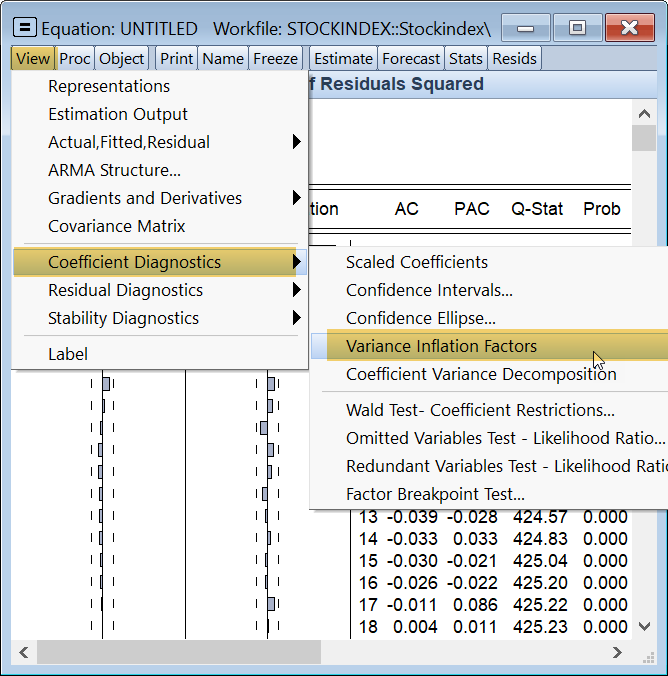 Equation: UNTITLED Workfile: STOCKINDEX::Stockindex\
View Proc Object Print Name Freeze Estimate Forecast Stats Resids
f Residuals Squared
Representations
Estimation Output
Actual,Fitted,Residual
ARMA Structure...
Gradients and Derivatives
Covariance Matrix
Coefficient Diagnostics
Residual Diagnostics
Stability Diagnostics
Label
tion AC PAC Q-Stat Prob
Scaled Coefficients
Confidence Intervals...
Confidence Ellipse...
Variance Inflation Factors
Coefficient Variance Decomposition
Wald Test- Coefficient Restrictions...
Omitted Variables Test - Likelihood Ratio...
Redundant Variables Test - Likelihood Ratio
Factor Breakpoint Test...
13 -0.039 -0.028 424.57 0.000
14 -0.033 0.033 424.83 0.000
15 -0.030 -0.021 425.04 0.000
16 -0.026 -0.022 425.20 0.000
17 -0.011 0.086 425.22 0.000
18 0.004 0.011 425.23 0.000